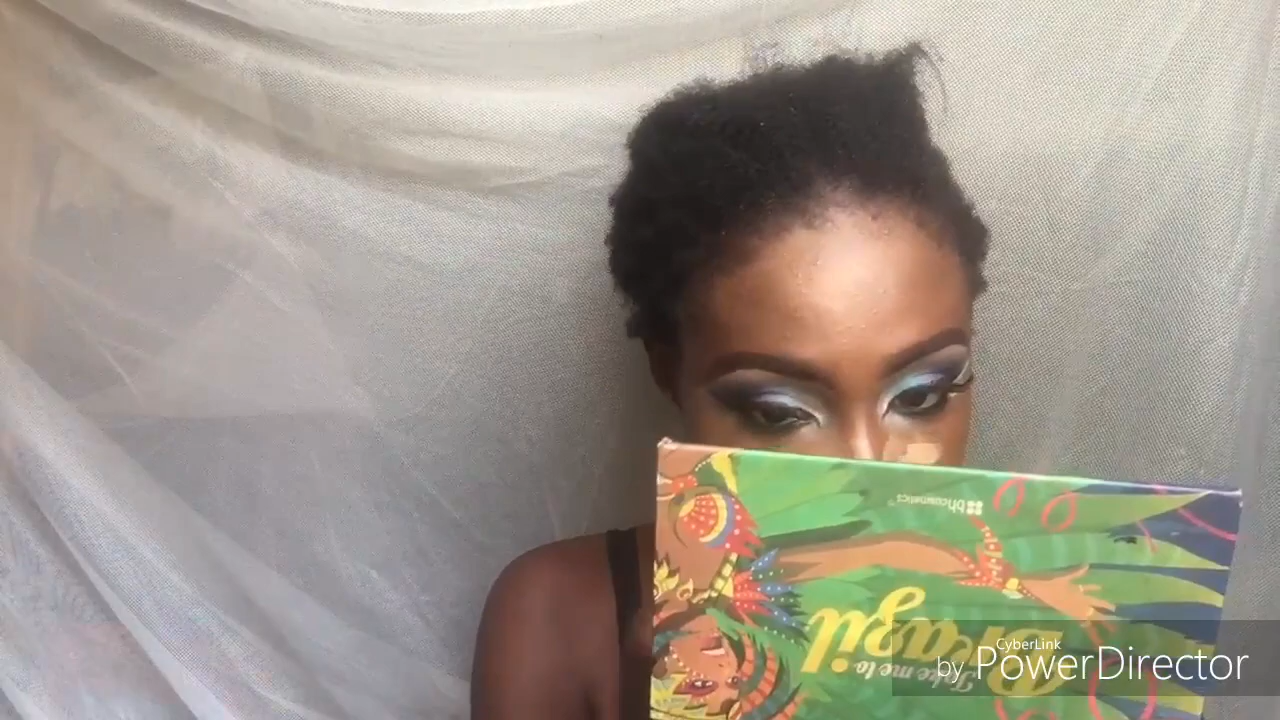 bhcosmetics
Take me to
Brazil
CyberLink
by PowerDirector